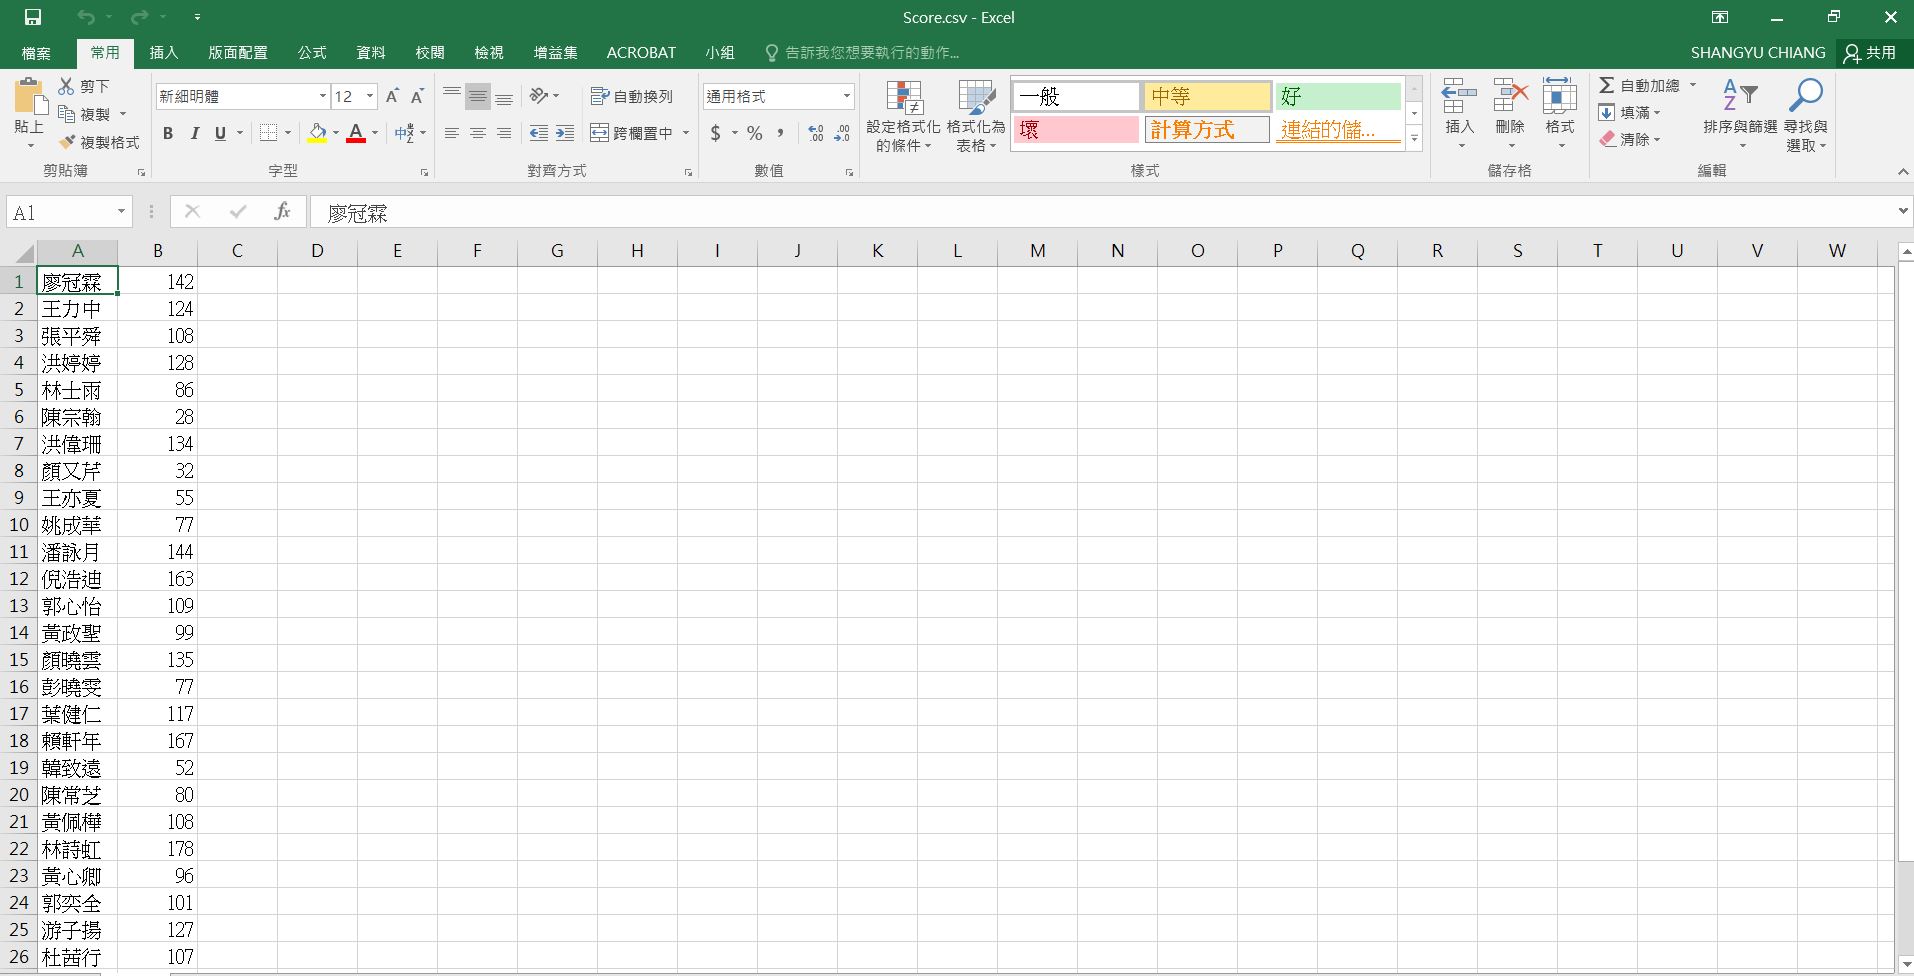 Score.csv - Excel
檔案 常用 插入 版面配置 公式 資料 校閱 檢視 增益集 ACROBAT 小組 告訴我您想要執行的動作... SHANGYU CHIANG 共用
貼上 剪下 複製 複製格式
剪貼簿
新細明體 12
B I U A 中
字型
自動換列
跨欄置中
對齊方式
通用格式
$ % , .00 .0
數值
設定格式化的條件 格式化為表格
一般 中等 好
壞 計算方式 連結的儲...
樣式
插入 刪除 格式
儲存格
自動加總
填滿
清除
排序與篩選 尋找與選取
編輯
A1 fx 廖冠霖
A B C D E F G H I J K L M N O P Q R S T U V W
1 廖冠霖 142
2 王力中 124
3 張平舜 108
4 洪婷婷 128
5 林士雨 86
6 陳宗翰 28
7 洪偉珊 134
8 顏又芹 32
9 王亦夏 55
10 姚成華 77
11 潘詠月 144
12 倪浩迪 163
13 郭心怡 109
14 黃政聖 99
15 顏曉雲 135
16 彭曉雯 77
17 葉健仁 117
18 賴軒年 167
19 韓致遠 52
20 陳常芝 80
21 黃佩樺 108
22 林詩虹 178
23 黃心卿 96
24 郭奕全 101
25 游子揚 127
26 杜茜行 107